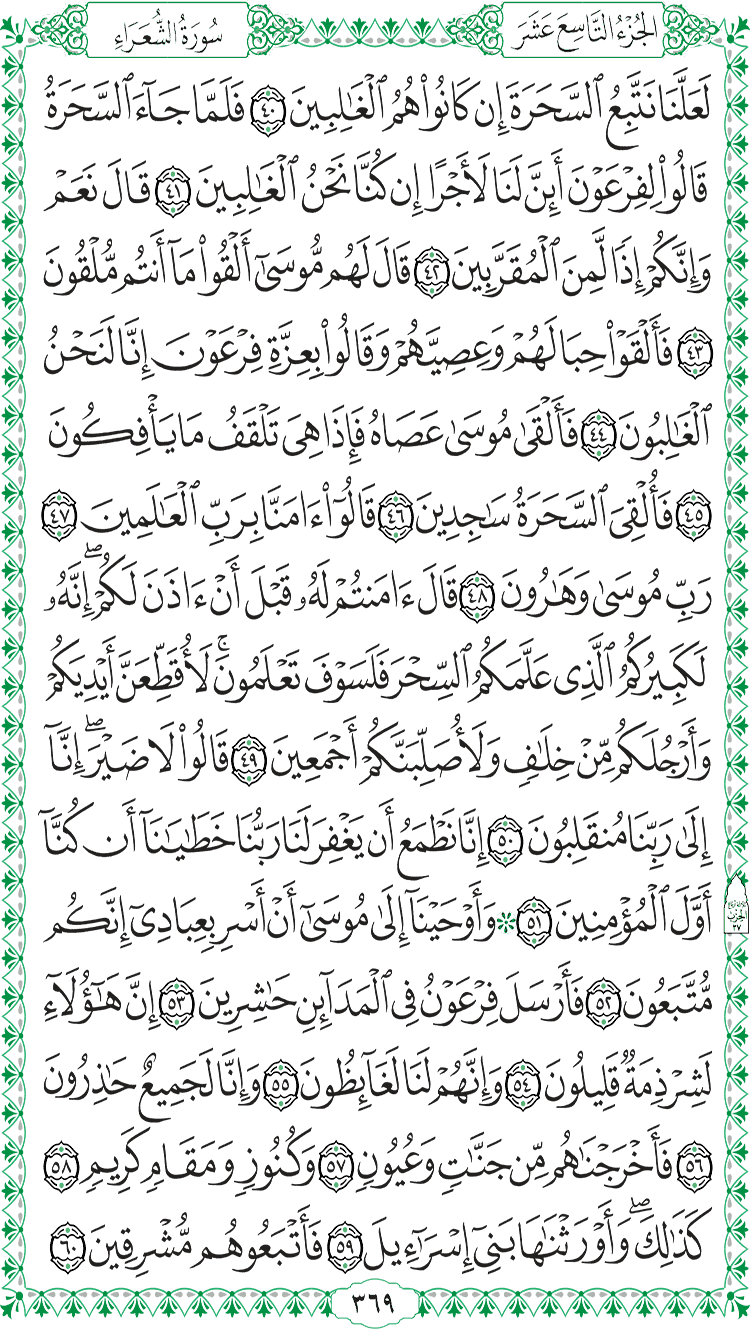 الجُزْءُ التَّاسِعَ عَشَرَ
سُورَةُ الشُّعَرَاءِ
لَعَلَّنَا نَتَّبِعُ ٱلسَّحَرَةَ إِن كَانُوا۟ هُمُ ٱلْغَـٰلِبِينَ ٤٠ فَلَمَّا جَآءَ ٱلسَّحَرَةُ
قَالُوا۟ لِفِرْعَوْنَ أَئِنَّ لَنَا لَأَجْرًا إِن كُنَّا نَحْنُ ٱلْغَـٰلِبِينَ ٤١ قَالَ نَعَمْ
وَإِنَّكُمْ إِذًا لَّمِنَ ٱلْمُقَرَّبِينَ ٤٢ قَالَ لَهُم مُّوسَىٰٓ أَلْقُوا۟ مَآ أَنتُم مُّلْقُونَ
٤٣ فَأَلْقَوْا۟ حِبَالَهُمْ وَعِصِيَّهُمْ وَقَالُوا۟ بِعِزَّةِ فِرْعَوْنَ إِنَّا لَنَحْنُ
ٱلْغَـٰلِبُونَ ٤٤ فَأَلْقَىٰ مُوسَىٰ عَصَاهُ فَإِذَا هِىَ تَلْقَفُ مَا يَأْفِكُونَ
٤٥ فَأُلْقِىَ ٱلسَّحَرَةُ سَـٰجِدِينَ ٤٦ قَالُوٓا۟ ءَامَنَّا بِرَبِّ ٱلْعَـٰلَمِينَ ٤٧
رَبِّ مُوسَىٰ وَهَـٰرُونَ ٤٨ قَالَ ءَامَنتُمْ لَهُۥ قَبْلَ أَنْ ءَاذَنَ لَكُمْ ۖ إِنَّهُۥ
لَكَبِيرُكُمُ ٱلَّذِى عَلَّمَكُمُ ٱلسِّحْرَ فَلَسَوْفَ تَعْلَمُونَ ۚ لَأُقَطِّعَنَّ أَيْدِيَكُمْ
وَأَرْجُلَكُم مِّنْ خِلَـٰفٍ وَلَأُصَلِّبَنَّكُمْ أَجْمَعِينَ ٤٩ قَالُوا۟ لَا ضَيْرَ ۖ إِنَّآ
إِلَىٰ رَبِّنَا مُنقَلِبُونَ ٥٠ إِنَّا نَطْمَعُ أَن يَغْفِرَ لَنَا رَبُّنَا خَطَـٰيَـٰنَآ أَن كُنَّآ
أَوَّلَ ٱلْمُؤْمِنِينَ ٥١ ۞ وَأَوْحَيْنَآ إِلَىٰ مُوسَىٰٓ أَنْ أَسْرِ بِعِبَادِىٓ إِنَّكُم
مُّتَّبَعُونَ ٥٢ فَأَرْسَلَ فِرْعَوْنُ فِى ٱلْمَدَآئِنِ حَـٰشِرِينَ ٥٣ إِنَّ هَـٰٓؤُلَآءِ
لَشِرْذِمَةٌ قَلِيلُونَ ٥٤ وَإِنَّهُمْ لَنَا لَغَآئِظُونَ ٥٥ وَإِنَّا لَجَمِيعٌ حَـٰذِرُونَ
٥٦ فَأَخْرَجْنَـٰهُم مِّن جَنَّـٰتٍ وَعُيُونٍ ٥٧ وَكُنُوزٍ وَمَقَامٍ كَرِيمٍ ٥٨
كَذَٰلِكَ ۖ وَأَوْرَثْنَـٰهَا بَنِىٓ إِسْرَٰٓءِيلَ ٥٩ فَأَتْبَعُوهُم مُّشْرِقِينَ ٦٠
الحزب
٣٧
٣٦٩